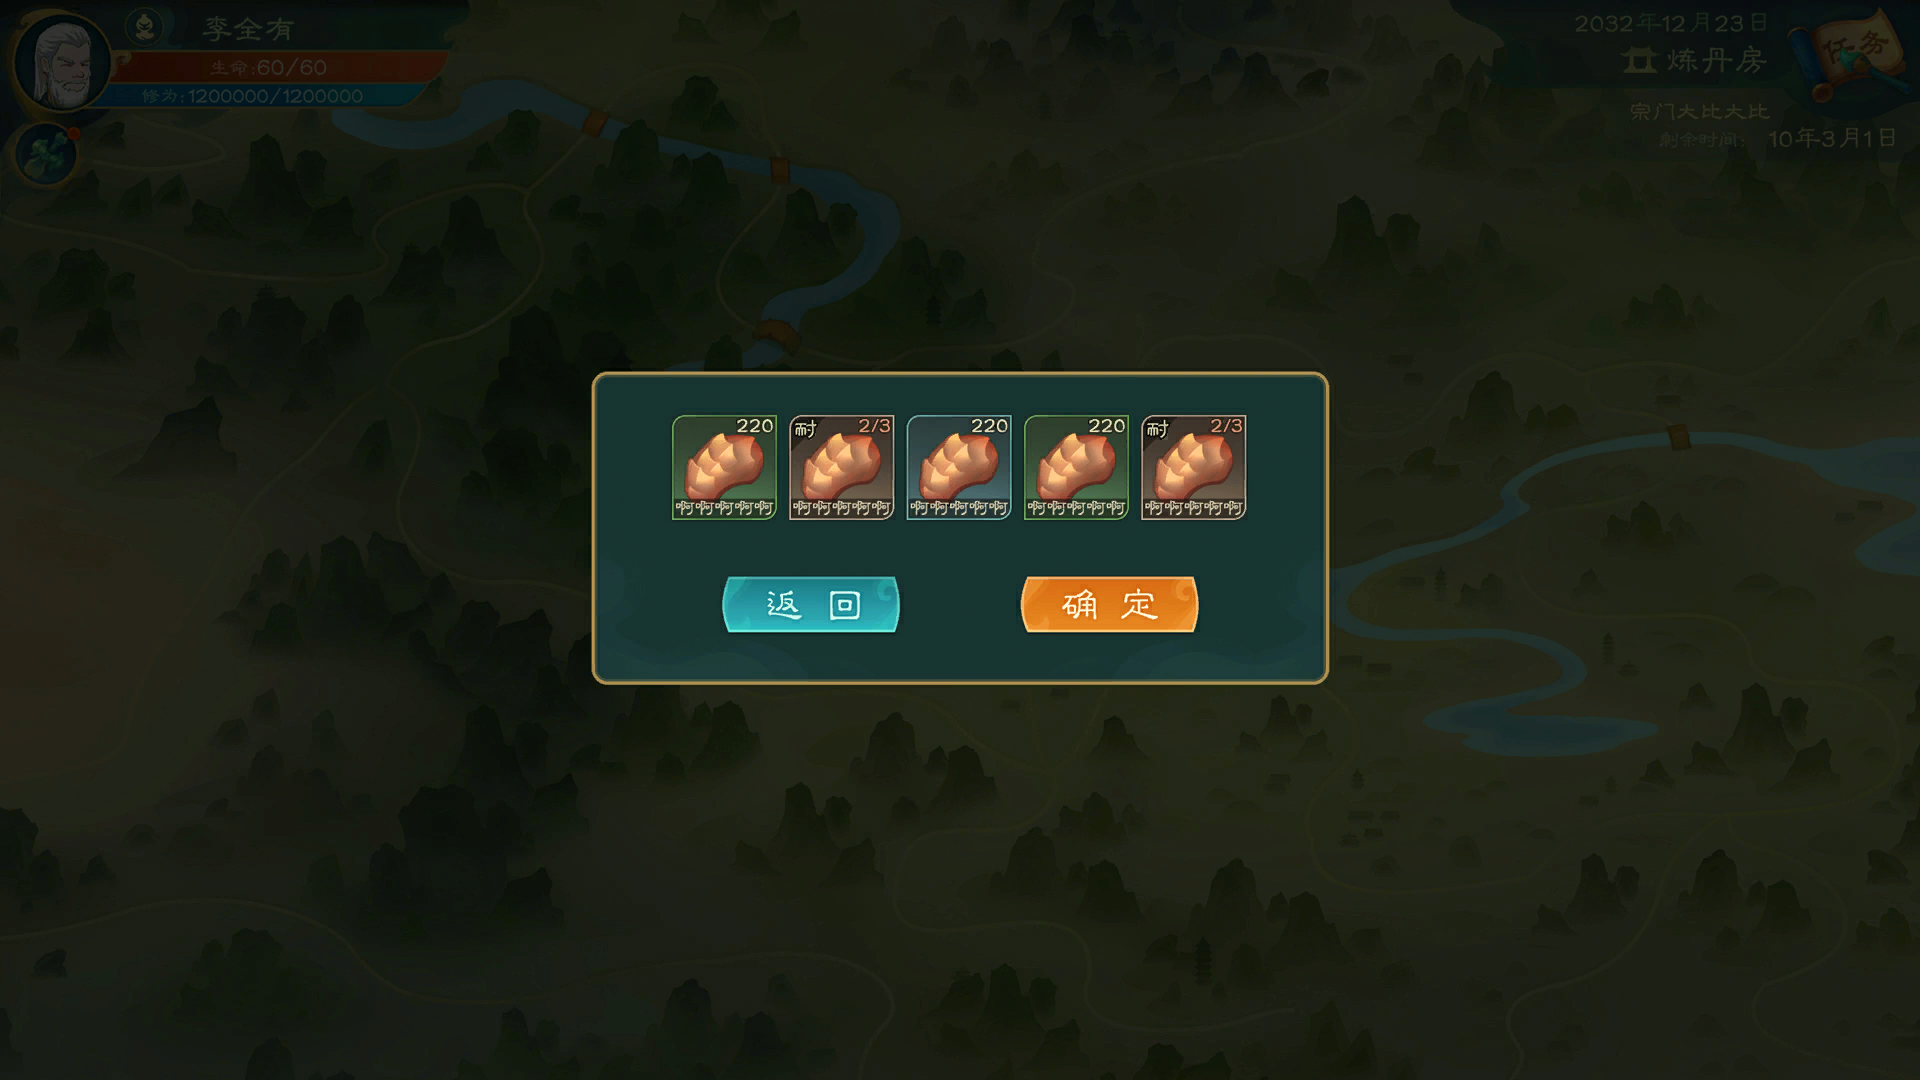 李全有
生命:60/60
修为:1200000/1200000
2032年12月23日
炼丹房
任务
宗门大比大比
剩余时间: 10年3月1日
220
耐 2/3
220
220
耐 2/3
啊啊啊啊啊
啊啊啊啊啊
啊啊啊啊啊
啊啊啊啊啊
啊啊啊啊啊
返回
确定